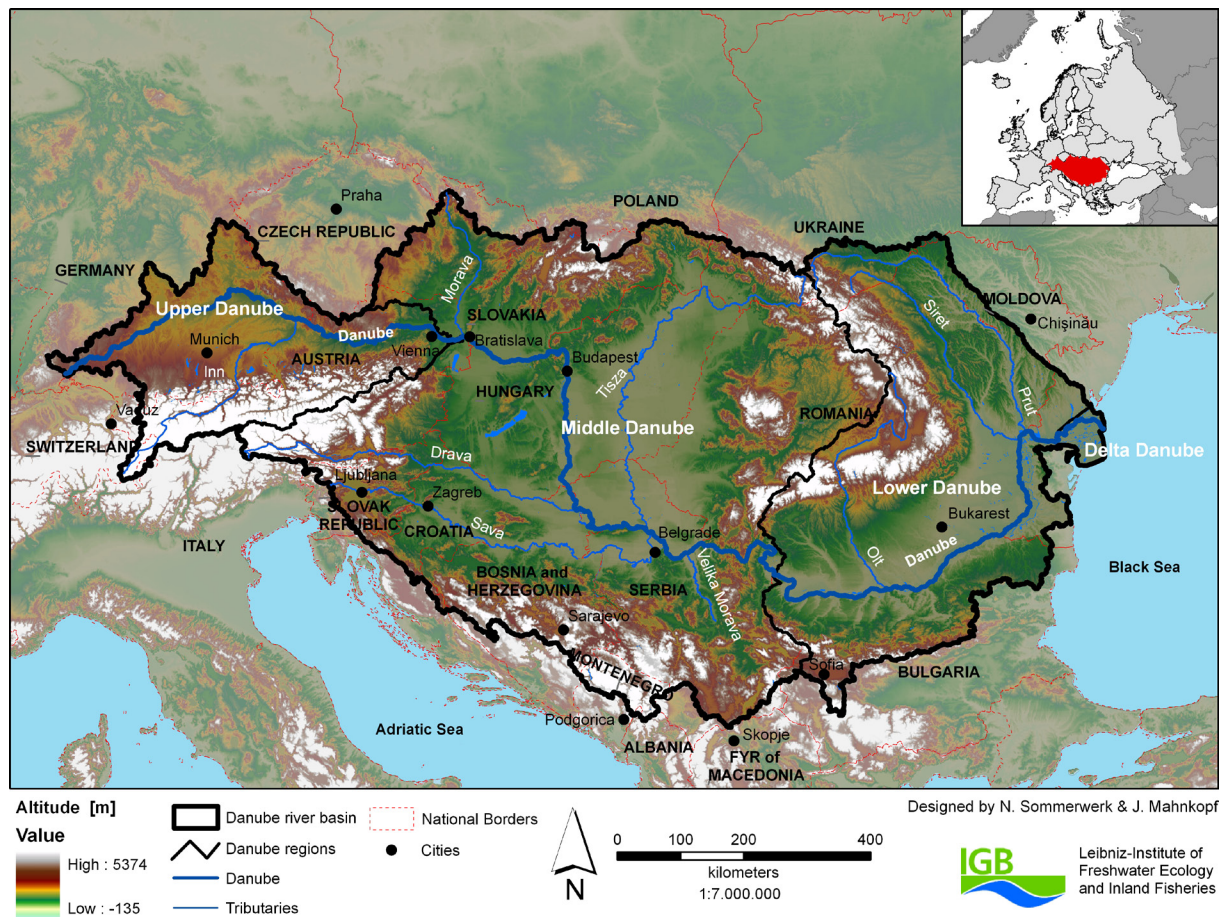 POLAND
UKRAINE
Praha
CZECH REPUBLIC
GERMANY
Morava
MOLDOVA
Siret
Chişinau
Upper Danube
SLOVAKIA
Danube
Munich
Vienna
Bratislava
AUSTRIA
Inn
Budapest
HUNGARY
Tisza
Prut
Vaduz
ROMANIA
SWITZERLAND
Middle Danube
Delta Danube
Drava
Ljubljana
Lower Danube
Zagreb
SLOVAK
REPUBLIC
Bukarest
CROATIA
Sava
Belgrade
ITALY
Danube
Olt
Black Sea
BOSNIA and
HERZEGOVINA
SERBIA
Velika Morava
Sarajevo
MONTENEGRO
Sofia
BULGARIA
Podgorica
Adriatic Sea
Skopje
ALBANIA
FYR of
MACEDONIA
Altitude [m]
Value
High : 5374
Low : -135
Danube river basin
Danube regions
Danube
Tributaries
National Borders
Cities
N
0 100 200 400
kilometers
1:7.000.000
Designed by N. Sommerwerk & J. Mahnkopf
IGB
Leibniz-Institute of
Freshwater Ecology
and Inland Fisheries